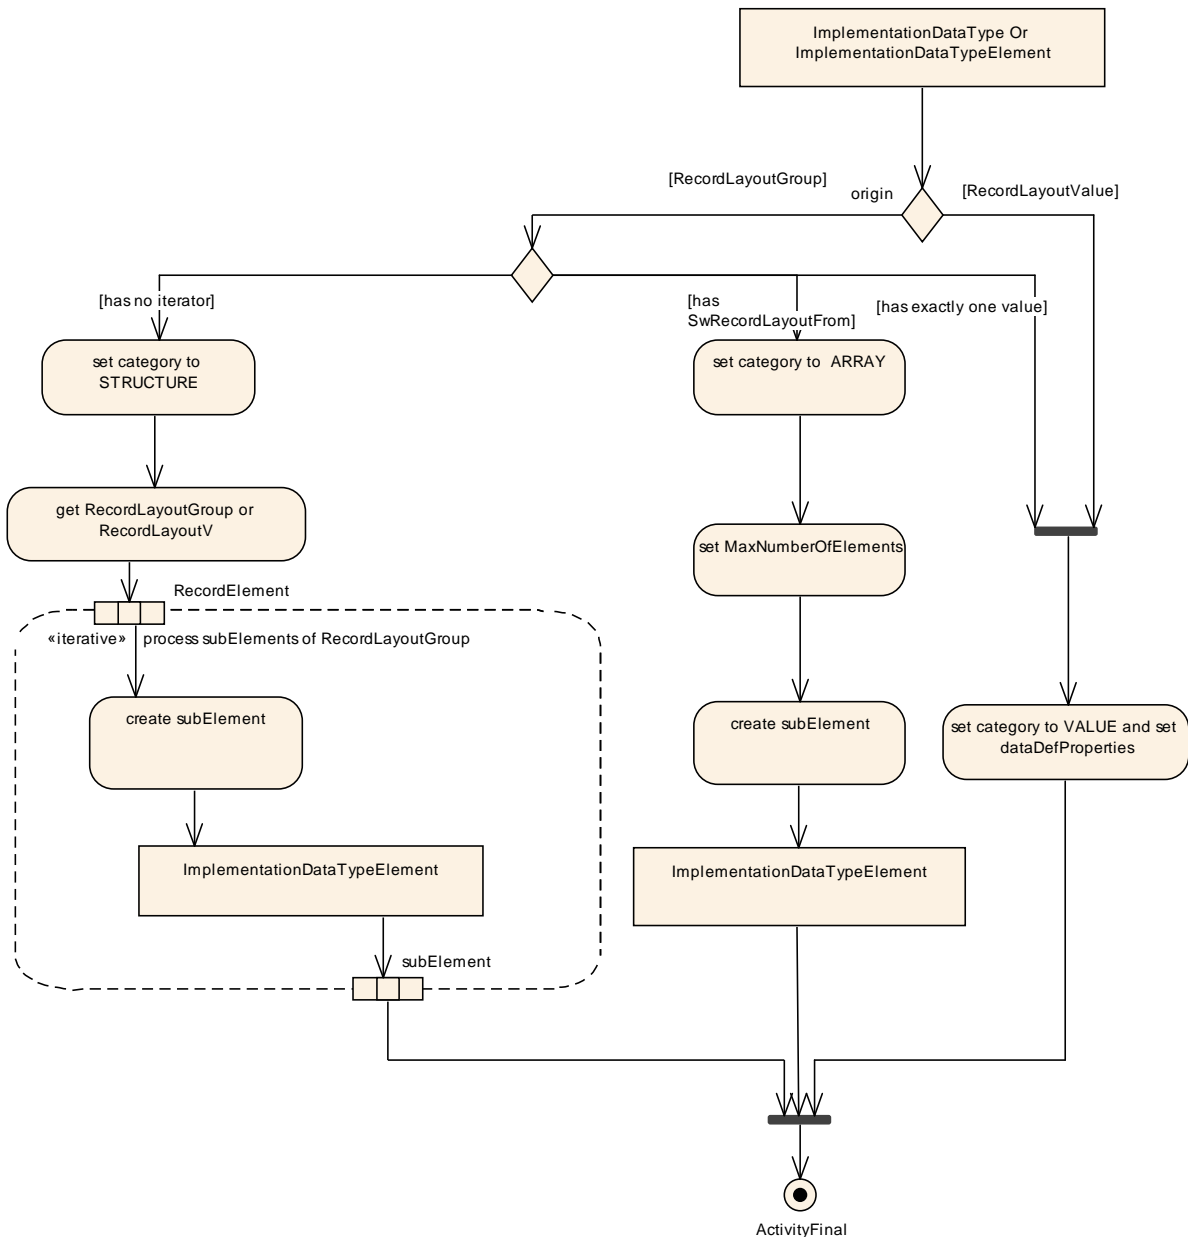 ImplementationDataType Or
ImplementationDataTypeElement
[RecordLayoutGroup]
origin
[RecordLayoutValue]
[has no iterator]
[has
SwRecordLayoutFrom]
[has exactly one value]
set category to
STRUCTURE
set category to ARRAY
get RecordLayoutGroup or
RecordLayoutV
set MaxNumberOfElements
RecordElement
«iterative» process subElements of RecordLayoutGroup
create subElement
create subElement
set category to VALUE and set
dataDefProperties
ImplementationDataTypeElement
ImplementationDataTypeElement
subElement
ActivityFinal